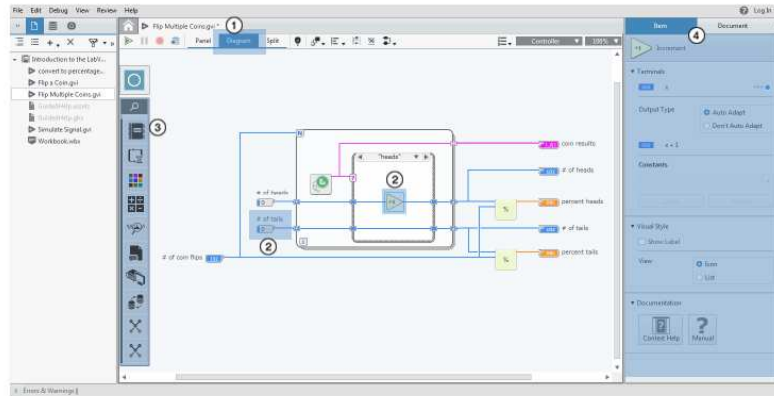 File Edit Debug View Review Help
Log In
Flip Multiple Coins.gvi *
1
Panel Diagram Split
Controller
100%
Item Document
4
Increment
Introduction to the LabV...
convert to percentage...
Flip a Coin.gvi
Flip Multiple Coins.gvi
Simulate Signal.gvi
Workbook.wbx
3
N
"heads"
2
# of heads
# of tails
2
# of coin flips
i
coin results
# of heads
percent heads
# of tails
percent tails
%
%
Terminals
x
Output Type
Auto Adapt
Don't Auto Adapt
x + 1
Constants
Visual Style
Show Label
View
Icon
List
Documentation
Context Help
Manual
Errors & Warnings